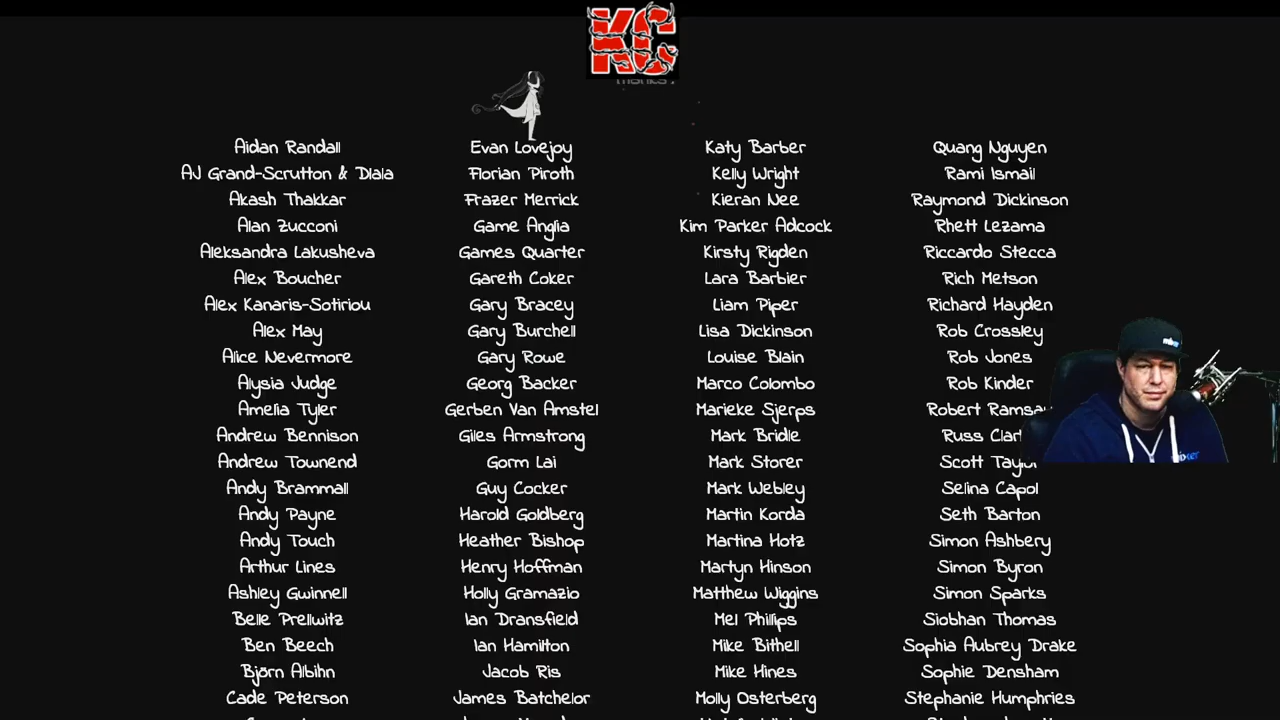 KC
Aidan Randall
AJ Grand-Scrutton & Dlala
Akash Thakkar
Alan Zucconi
Aleksandra Lakusheva
Alex Boucher
Alex Kanaris-Sotiriou
Alex May
Alice Nevermore
Alysia Judge
Amelia Tyler
Andrew Bennison
Andrew Townend
Andy Brammall
Andy Payne
Andy Touch
Arthur Lines
Ashley Gwinnell
Belle Prellwitz
Ben Beech
Björn Albihn
Cade Peterson
Evan Lovejoy
Florian Piroth
Frazer Merrick
Game Anglia
Games Quarter
Gareth Coker
Gary Bracey
Gary Burchell
Gary Rowe
Georg Backer
Gerben Van Amstel
Giles Armstrong
Gorm Lai
Guy Cocker
Harold Goldberg
Heather Bishop
Henry Hoffman
Holly Gramazio
Ian Dransfield
Ian Hamilton
Jacob Ris
James Batchelor
Katy Barber
Kelly Wright
Kieran Nee
Kim Parker Adcock
Kirsty Rigden
Lara Barbier
Liam Piper
Lisa Dickinson
Louise Blain
Marco Colombo
Marieke Sjerps
Mark Bridle
Mark Storer
Mark Webley
Martin Korda
Martina Hotz
Martyn Hinson
Matthew Wiggins
Mel Phillips
Mike Bithell
Mike Hines
Molly Osterberg
Quang Nguyen
Rami Ismail
Raymond Dickinson
Rhett Lezama
Riccardo Stecca
Rich Metson
Richard Hayden
Rob Crossley
Rob Jones
Rob Kinder
Robert
Russ
Scott
Selina Capol
Seth Barton
Simon Ashbery
Simon Byron
Simon Sparks
Siobhan Thomas
Sophia Aubrey Drake
Sophie Densham
Stephanie Humphries